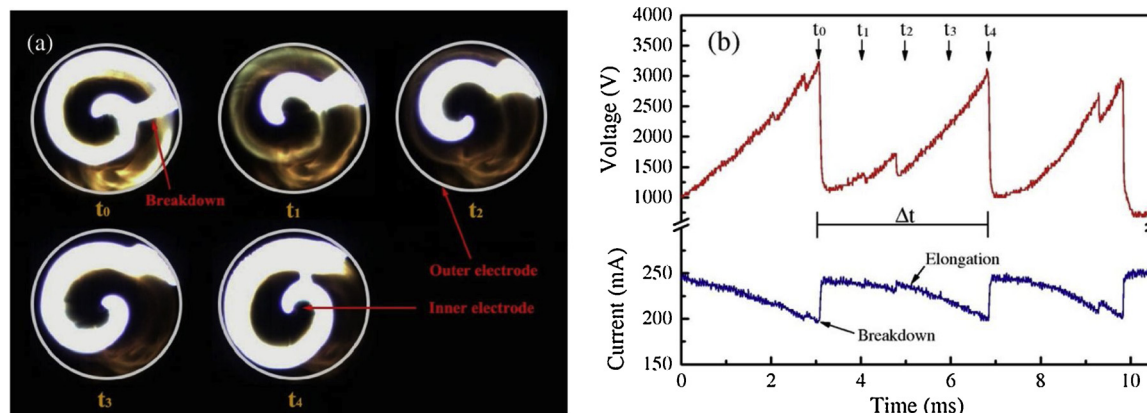 (a)
t0
Breakdown
t1
t2
Outer electrode
Inner electrode
t3
t4
(b)
4000
3500
3000
2500
2000
1500
1000
Voltage (V)
t0 t1 t2 t3 t4
Δt
250
200
150
Current (mA)
Elongation
Breakdown
0 2 4 6 8 10
Time (ms)